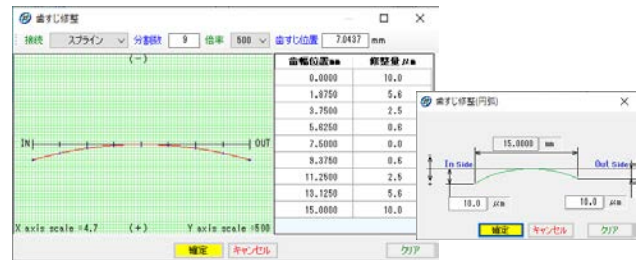 歯すじ修整
接続 スプライン 分割数 9 倍率 500 歯すじ位置 7.0437 mm
(-)
IN OUT
X axis scale =4.7 (+) Y axis scale =500
歯幅位置mm 修整量μm
0.0000 10.0
1.8750 5.6
3.7500 2.5
5.6250 0.6
7.5000 0.0
9.3750 0.6
11.2500 2.5
13.1250 5.6
15.0000 10.0
確定 キャンセル クリア
歯すじ修整(円弧)
15.0000 mm
In Side Out Side
10.0 μm 10.0 μm
確定 キャンセル クリア